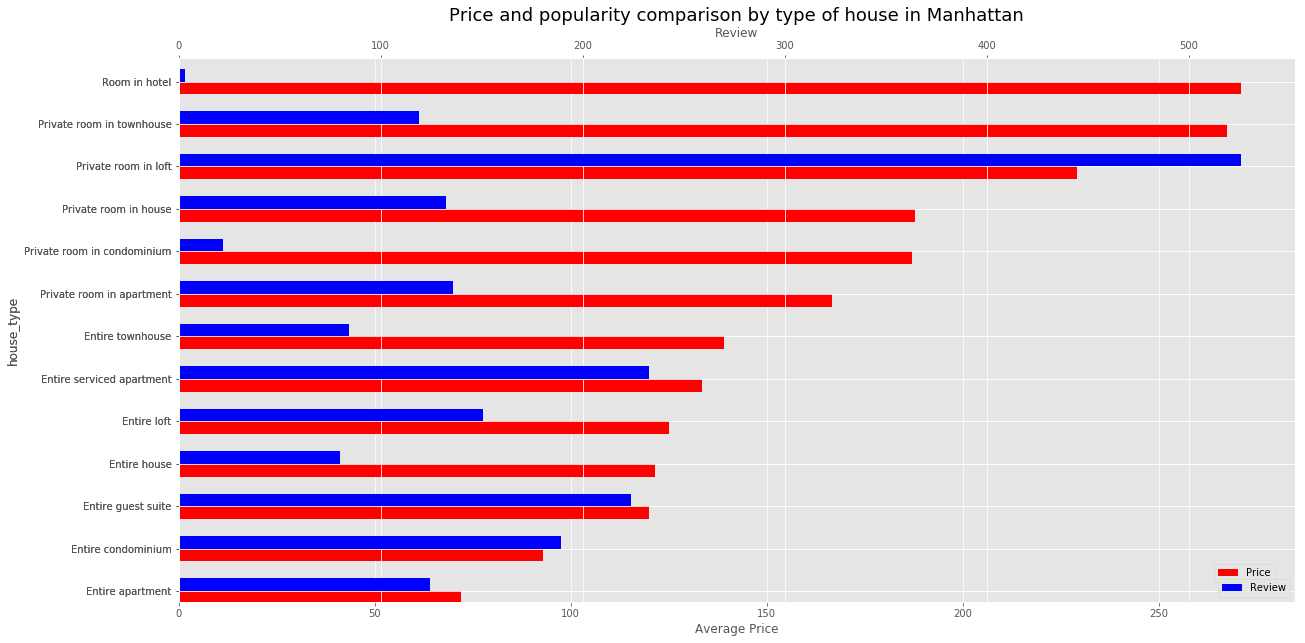 Price and popularity comparison by type of house in Manhattan
Review
0 100 200 300 400 500
Room in hotel
Private room in townhouse
Private room in loft
Private room in house
Private room in condominium
Private room in apartment
Entire townhouse
Entire serviced apartment
Entire loft
Entire house
Entire guest suite
Entire condominium
Entire apartment
house_type
Price
Review
0 50 100 150 200 250
Average Price